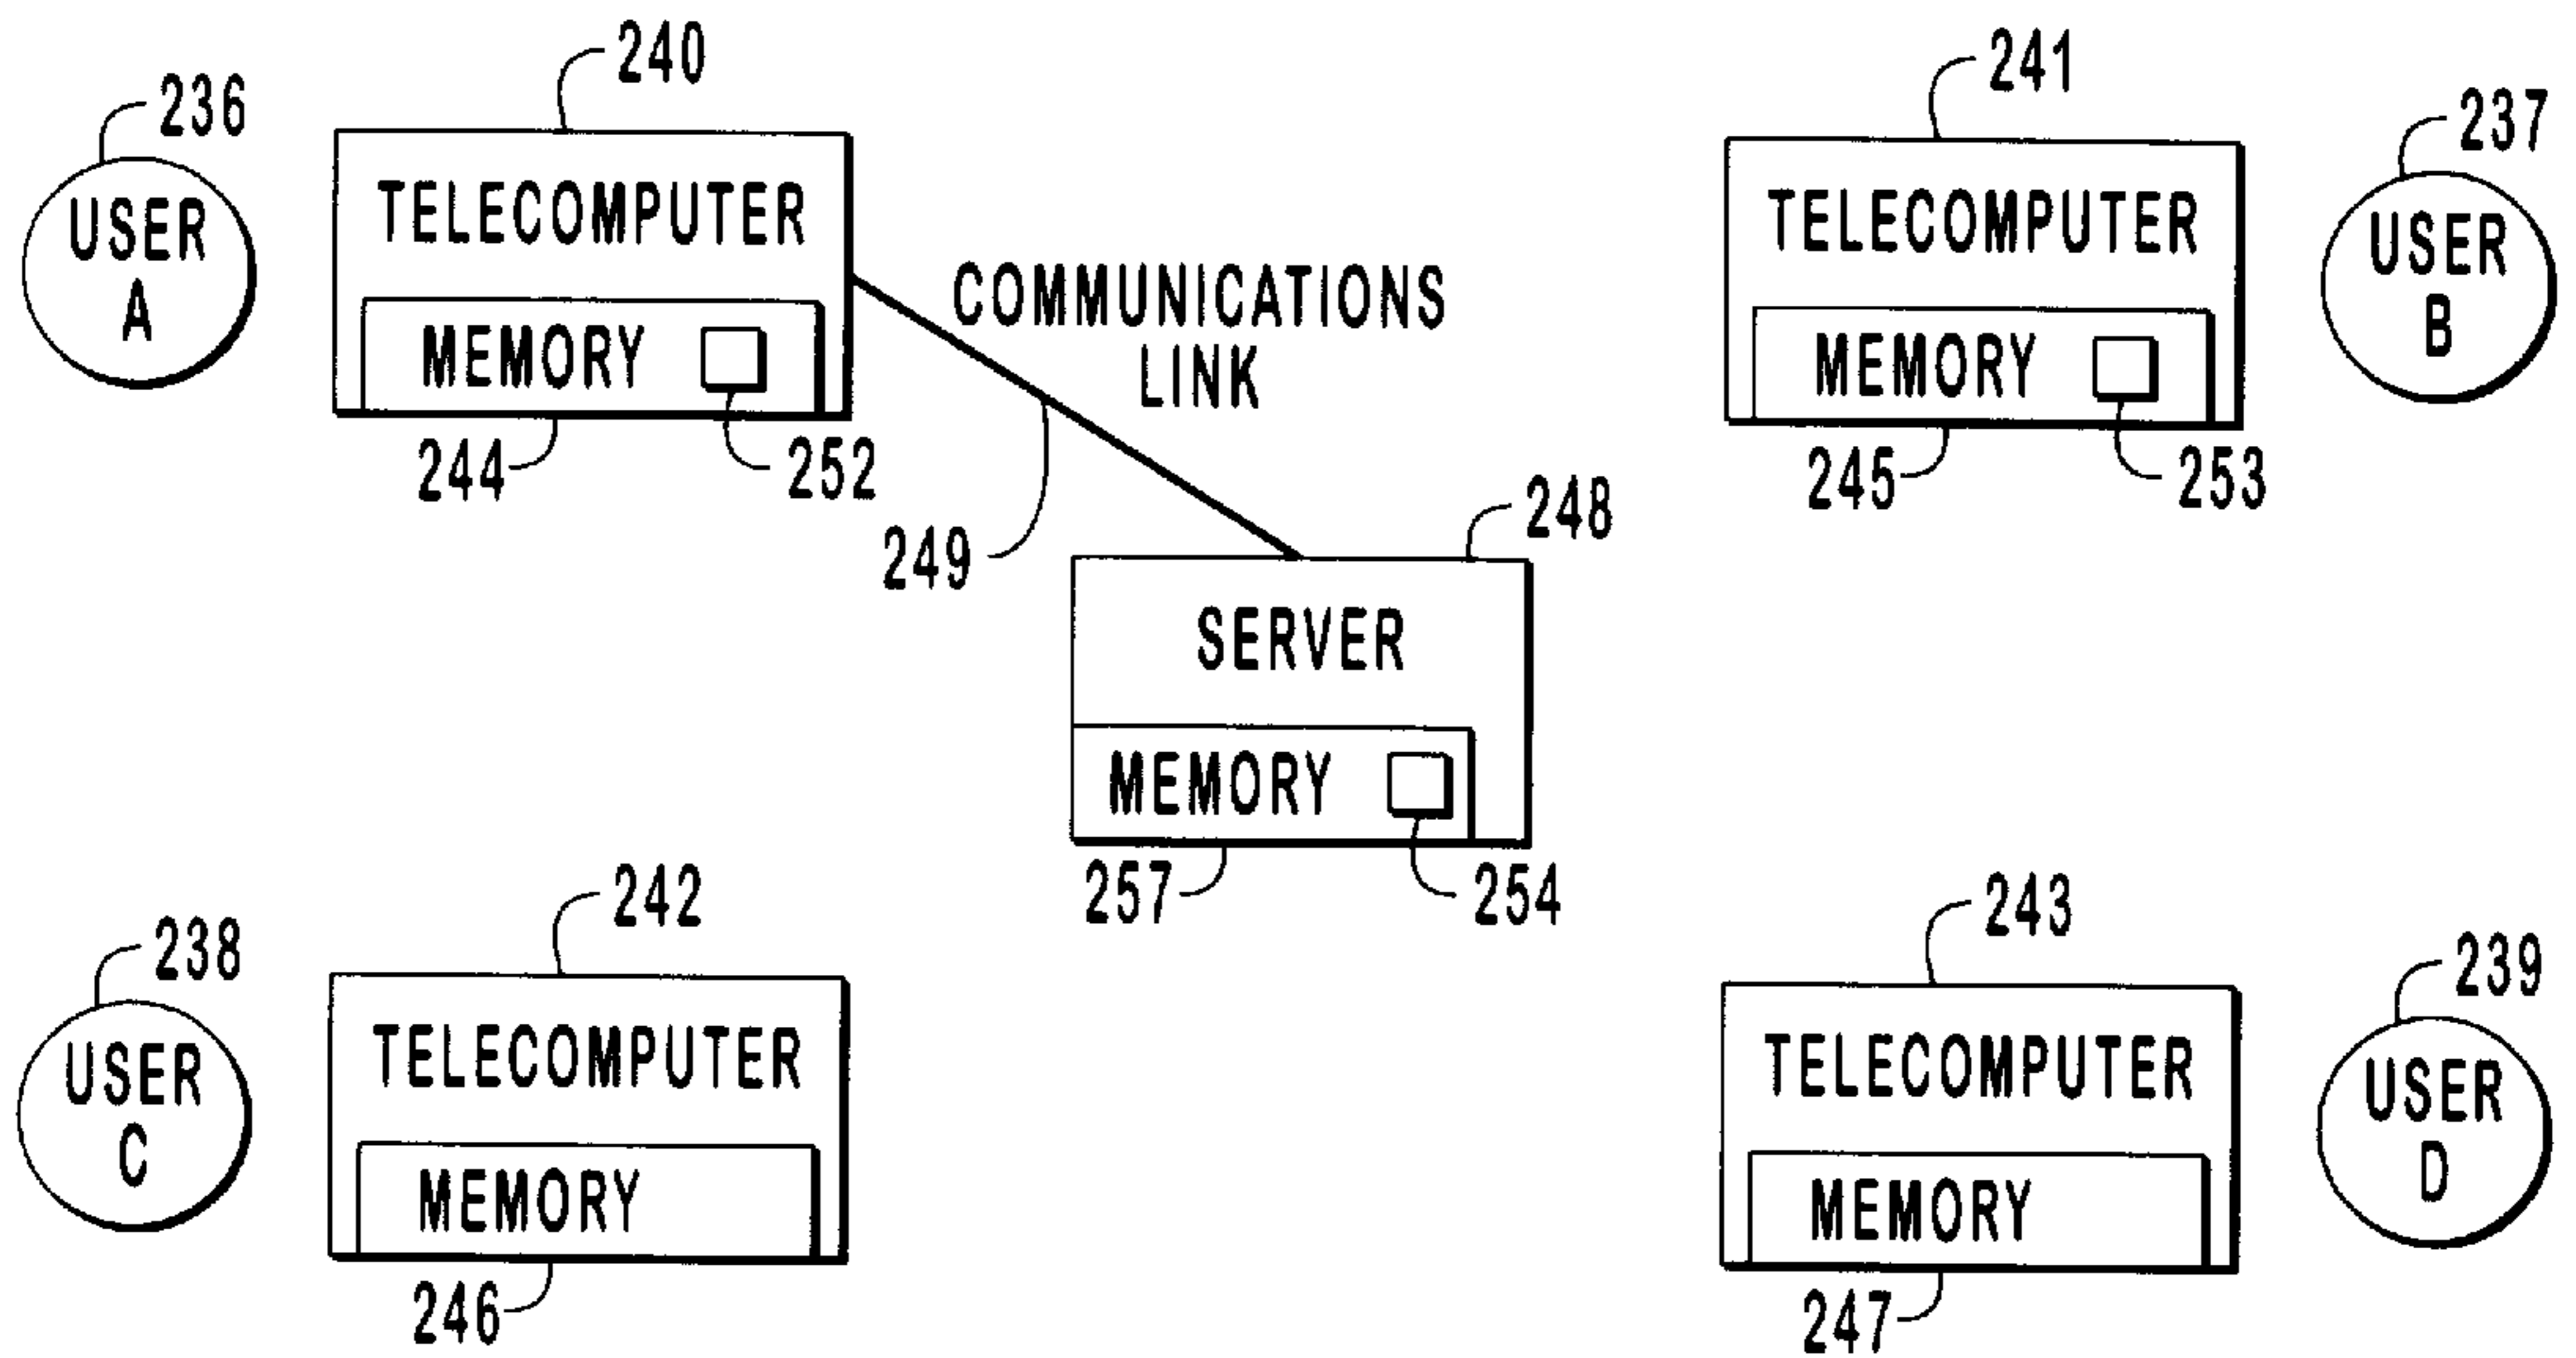 240
241
236
237
TELECOMPUTER
TELECOMPUTER
USER
A
USER
B
COMMUNICATIONS
LINK
MEMORY
MEMORY
244
252
245
253
249
248
SERVER
MEMORY
257
254
242
243
238
239
TELECOMPUTER
TELECOMPUTER
USER
C
USER
D
MEMORY
MEMORY
246
247